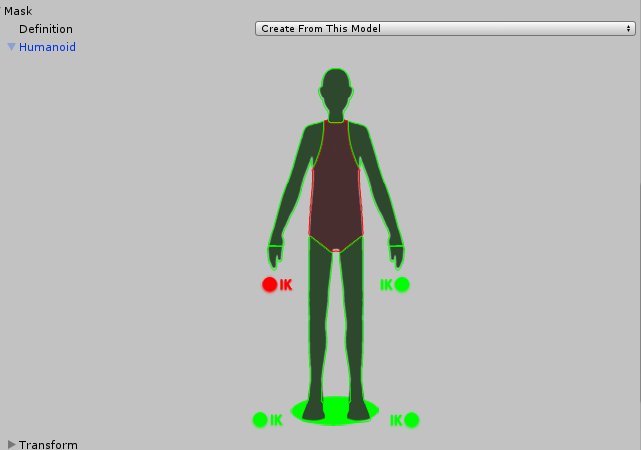 Mask
Definition Create From This Model
Humanoid
IK IK
IK IK
Transform